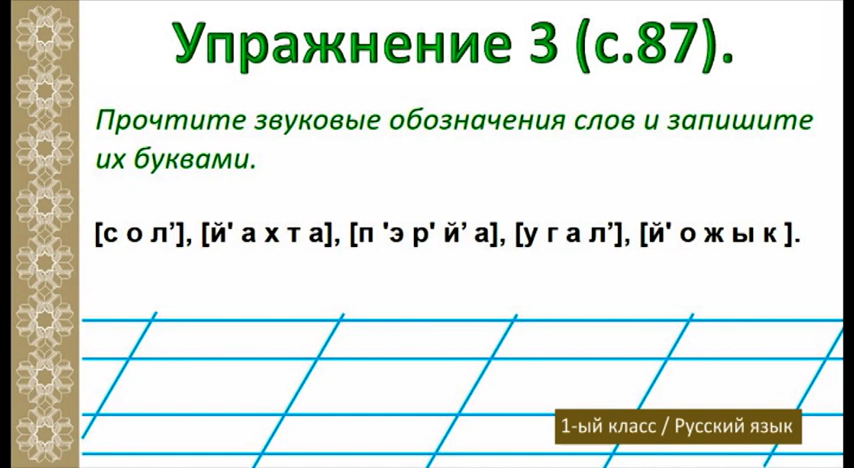 Упражнение 3 (с.87).
Прочтите звуковые обозначения слов и запишите
их буквами.
[с о л’], [й' а х т а], [п 'э р' й’ а], [у г а л’], [й' о ж ы к ].
1-ый класс / Русский язык